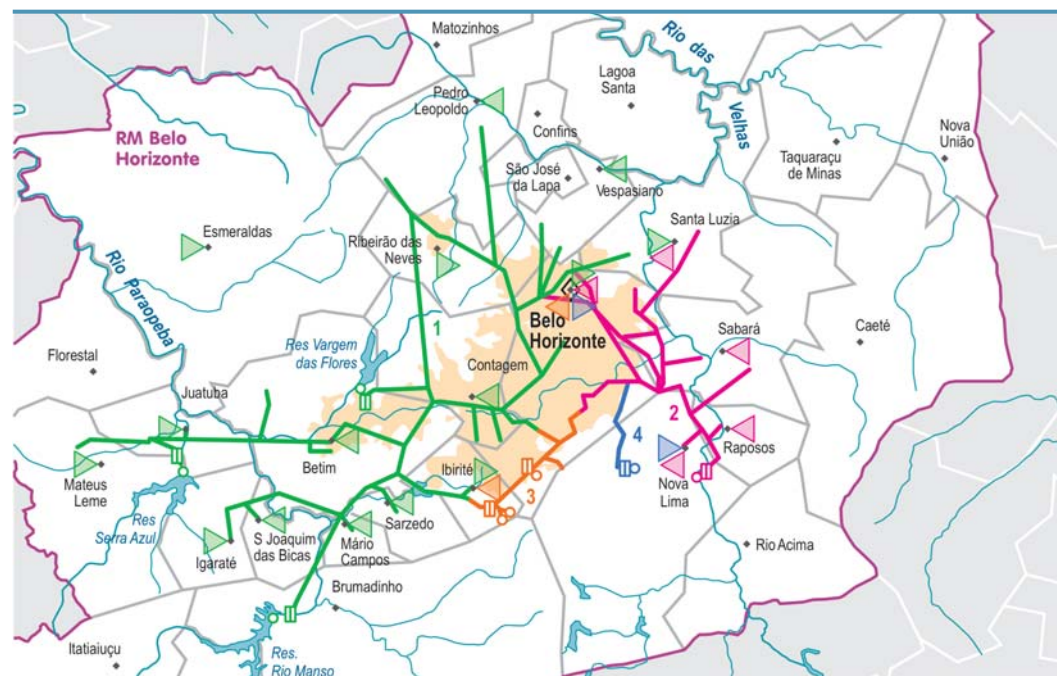 Matozinhos
Rio das
Velhas
Lagoa
Santa
Pedro
Leopoldo
Confins
RM Belo
Horizonte
Nova
União
Taquaraçu
de Minas
São José
da Lapa
Vespasiano
Esmeraldas
Ribeirão das
Neves
Santa Luzia
Rio Paraopeba
1
Belo
Horizonte
Sabará
Caeté
Florestal
Res Vargem
das Flores
Contagem
Juatuba
2
4
Raposos
Betim
Ibirité
Nova
Lima
Mateus
Leme
3
Res
Serra Azul
Sarzedo
S Joaquim
das Bicas
Mário
Campos
Igaraté
Rio Acima
Brumadinho
Itatiaiuçu
Res.
Rio Manso